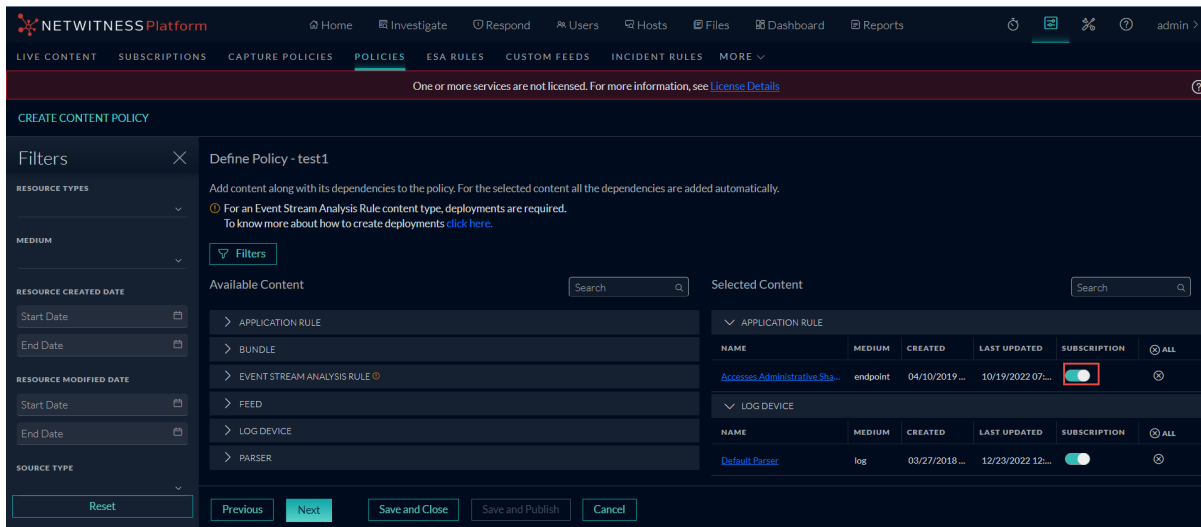 NETWITNESS Platform
Home Investigate Respond Users Hosts Files Dashboard Reports admin
LIVE CONTENT SUBSCRIPTIONS CAPTURE POLICIES POLICIES ESA RULES CUSTOM FEEDS INCIDENT RULES MORE
One or more services are not licensed. For more information, see License Details
CREATE CONTENT POLICY
Filters
RESOURCE TYPES
MEDIUM
RESOURCE CREATED DATE
Start Date
End Date
RESOURCE MODIFIED DATE
Start Date
End Date
SOURCE TYPE
Reset
Define Policy - test1
Add content along with its dependencies to the policy. For the selected content all the dependencies are added automatically.
For an Event Stream Analysis Rule content type, deployments are required.
To know more about how to create deployments click here.
Filters
Available Content
Search
APPLICATION RULE
BUNDLE
EVENT STREAM ANALYSIS RULE
FEED
LOG DEVICE
PARSER
Selected Content
Search
APPLICATION RULE
NAME MEDIUM CREATED LAST UPDATED SUBSCRIPTION ALL
Accesses Administrative Sha... endpoint 04/10/2019 ... 10/19/2022 07:...
LOG DEVICE
NAME MEDIUM CREATED LAST UPDATED SUBSCRIPTION ALL
Default Parser log 03/27/2018 ... 12/23/2022 12:...
Previous Next Save and Close Save and Publish Cancel